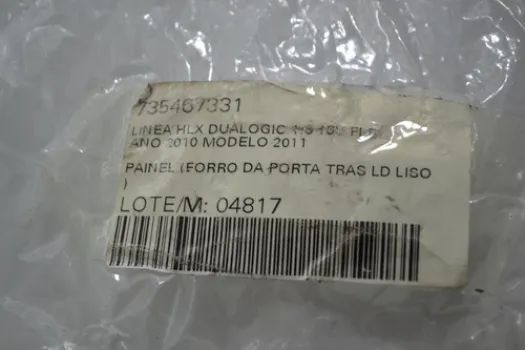 735467331
LINEA HLX DUALOGIC
ANO 2010 MODELO 2011
PAINEL (FORRO DA PORTA TRAS LD LISO
)
LOTE/M: 04817